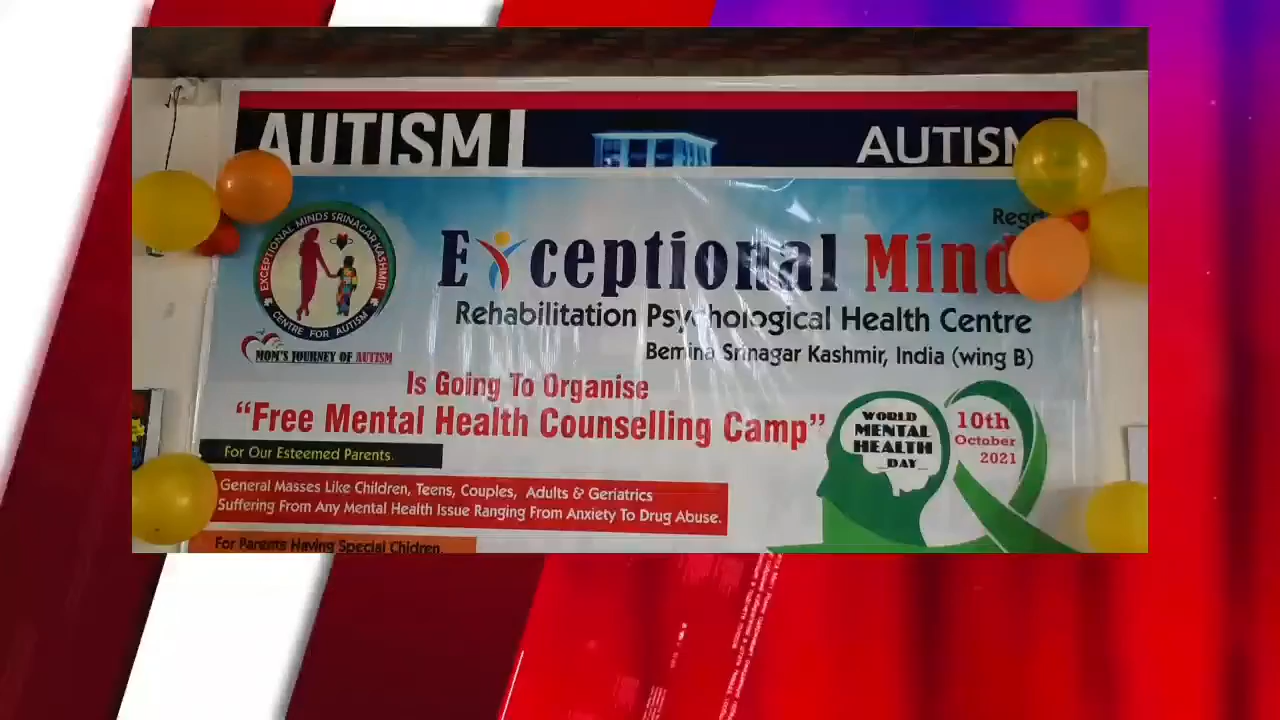 AUTISM
AUTISM
EXCEPTIONAL MINDS SRINAGAR KASHMIR
CENTRE FOR AUTISM
MOM'S JOURNEY OF AUTISM
Regd
Exceptional Mind
Rehabilitation Psychological Health Centre
Bemina Srinagar Kashmir, India (wing B)
Is Going To Organise
"Free Mental Health Counselling Camp"
WORLD
MENTAL
HEALTH
DAY
10th
October
2021
For Our Esteemed Parents.
General Masses Like Children, Teens, Couples, Adults & Geriatrics
Suffering From Any Mental Health Issue Ranging From Anxiety To Drug Abuse.
For Parents Having Special Chidren.